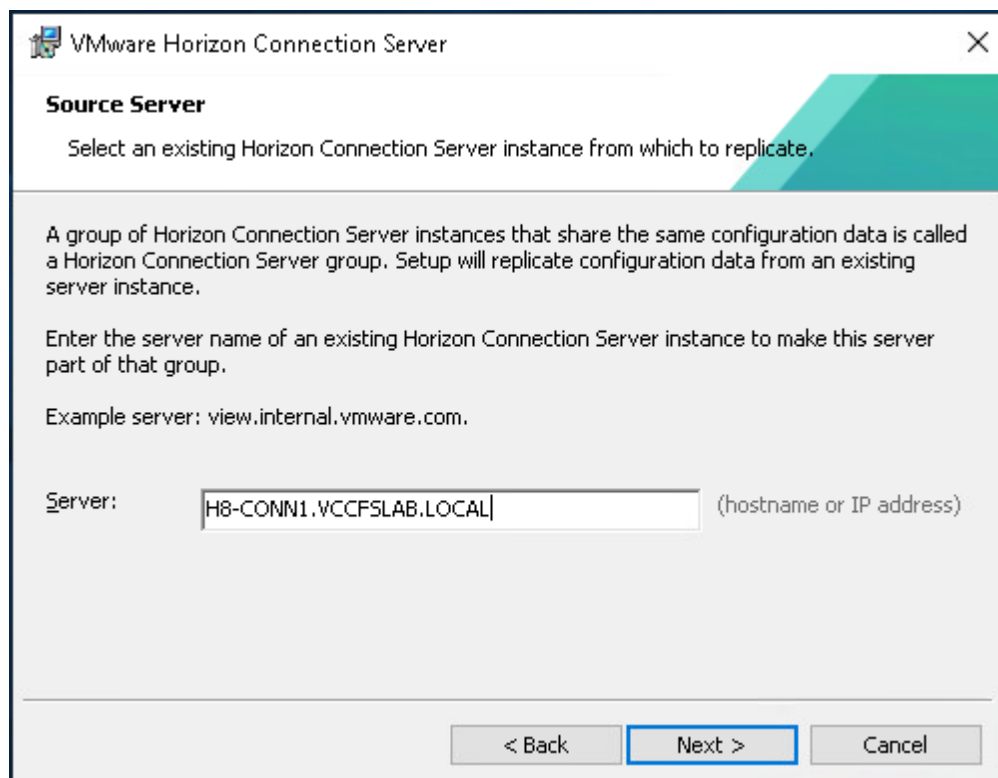 VMware Horizon Connection Server
Source Server
Select an existing Horizon Connection Server instance from which to replicate.
A group of Horizon Connection Server instances that share the same configuration data is called
a Horizon Connection Server group. Setup will replicate configuration data from an existing
server instance.
Enter the server name of an existing Horizon Connection Server instance to make this server
part of that group.
Example server: view.internal.vmware.com.
Server: H8-CONN1.VCCFSLAB.LOCAL (hostname or IP address)
< Back Next > Cancel